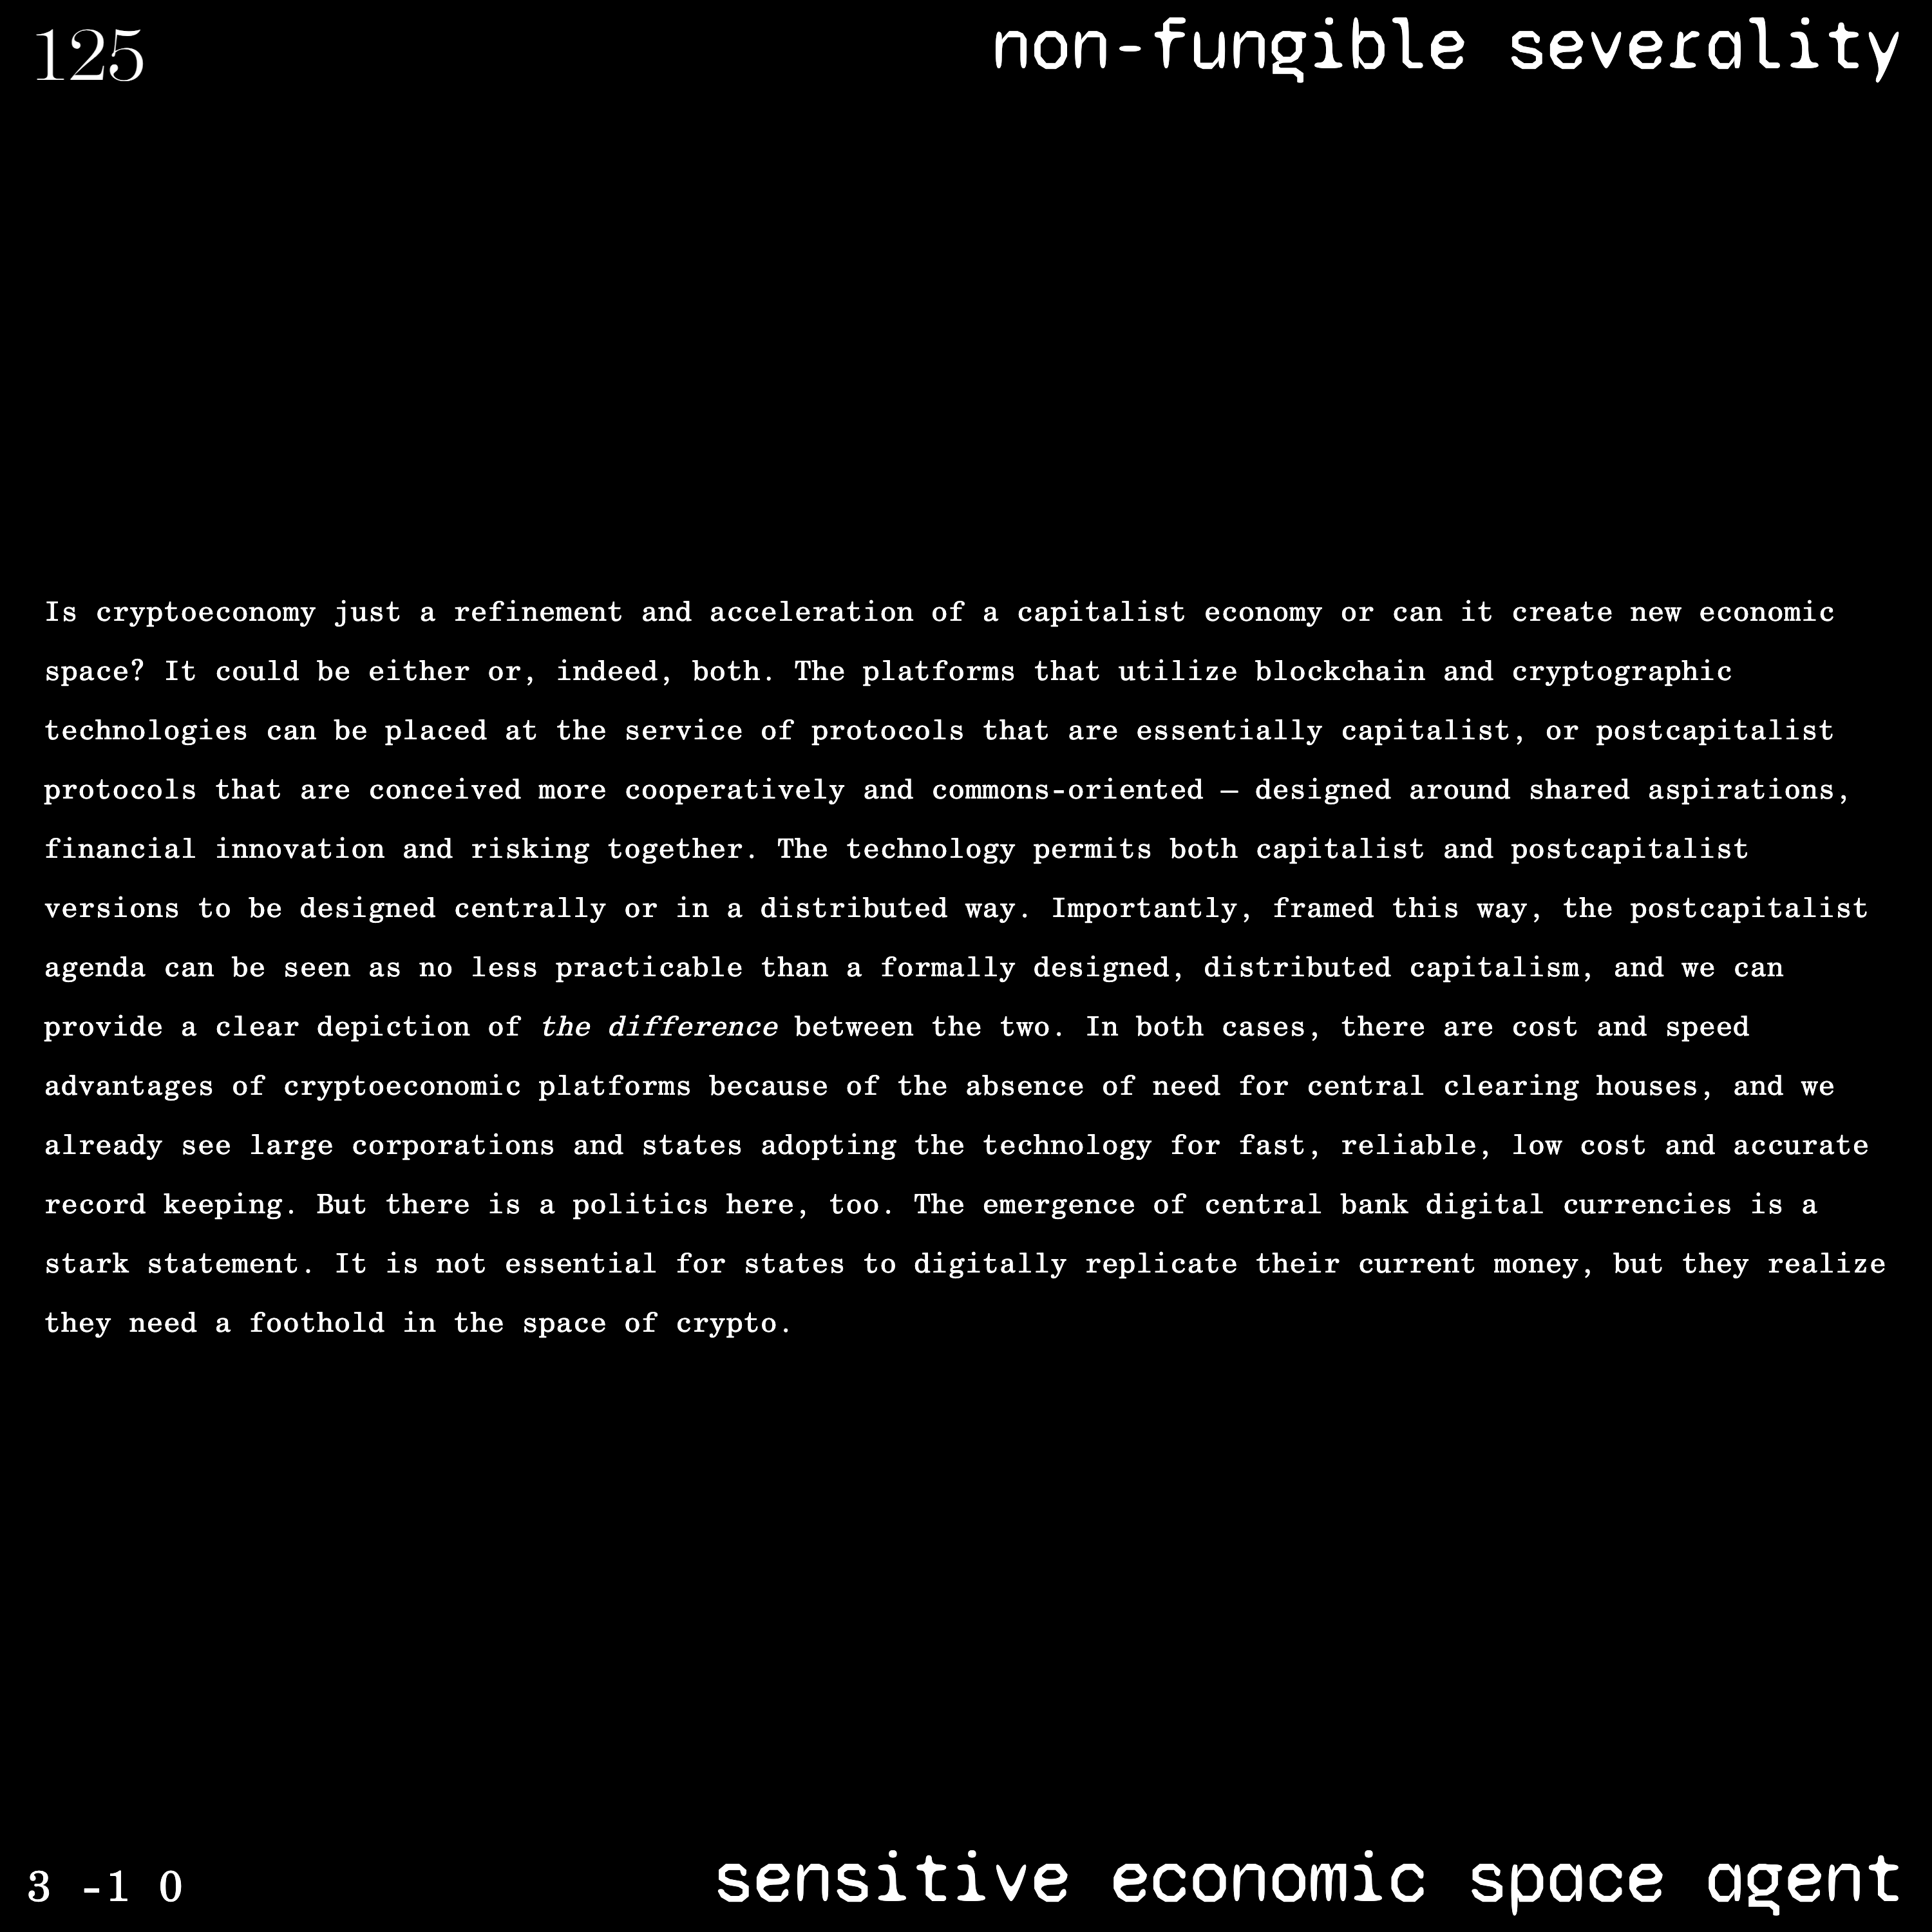 125
non-fungible severality
Is cryptoeconomy just a refinement and acceleration of a capitalist economy or can it create new economic
space? It could be either or, indeed, both. The platforms that utilize blockchain and cryptographic
technologies can be placed at the service of protocols that are essentially capitalist, or postcapitalist
protocols that are conceived more cooperatively and commons-oriented — designed around shared aspirations,
financial innovation and risking together. The technology permits both capitalist and postcapitalist
versions to be designed centrally or in a distributed way. Importantly, framed this way, the postcapitalist
agenda can be seen as no less practicable than a formally designed, distributed capitalism, and we can
provide a clear depiction of the difference between the two. In both cases, there are cost and speed
advantages of cryptoeconomic platforms because of the absence of need for central clearing houses, and we
already see large corporations and states adopting the technology for fast, reliable, low cost and accurate
record keeping. But there is a politics here, too. The emergence of central bank digital currencies is a
stark statement. It is not essential for states to digitally replicate their current money, but they realize
they need a foothold in the space of crypto.
3 -1 0
sensitive economic space agent